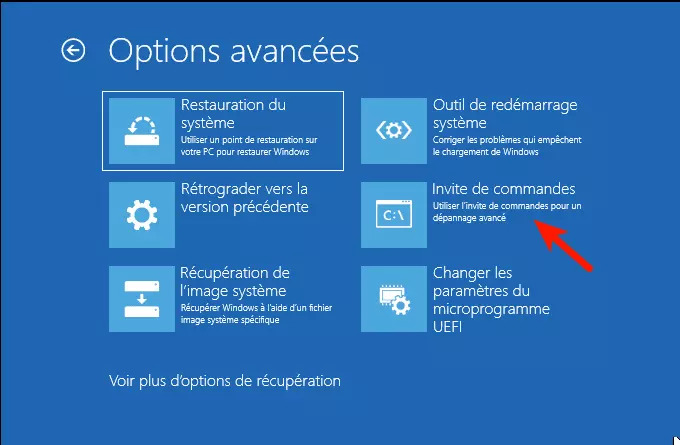 Options avancées
Restauration du
système
Utiliser un point de restauration sur
votre PC pour restaurer Windows
Rétrograder vers la
version précédente
Récupération de
l'image système
Récupérer Windows à l'aide d'un fichier
image système spécifique
Outil de redémarrage
système
Corriger les problèmes qui empêchent
le chargement de Windows
C:\
Invite de commandes
Utiliser l'invite de commandes pour un
dépannage avancé
Changer les
paramètres du
microprogramme
UEFI
Voir plus d'options de récupération